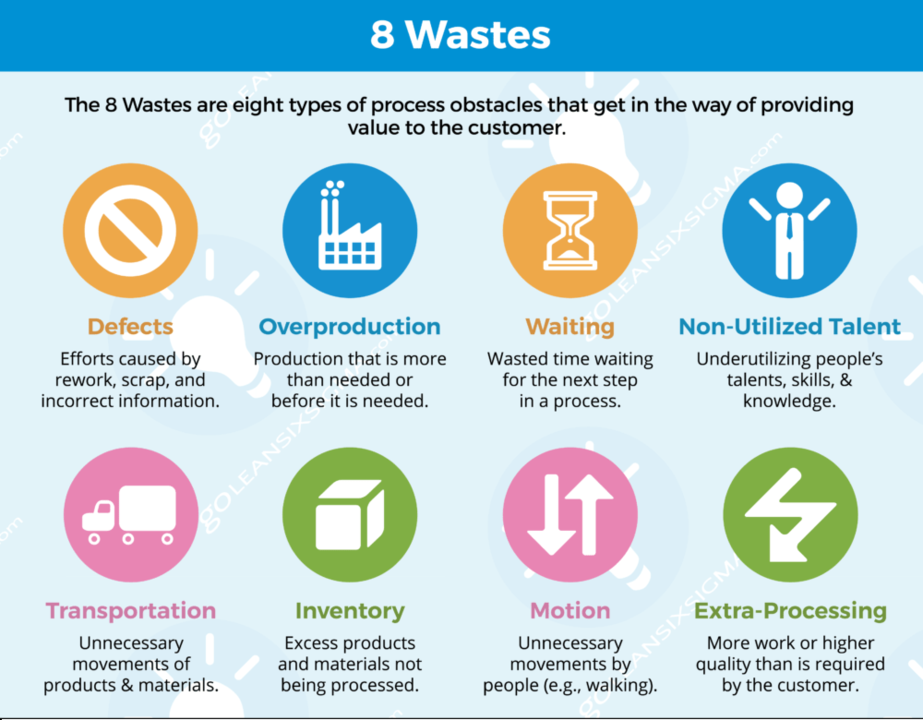 8 Wastes
The 8 Wastes are eight types of process obstacles that get in the way of providing
value to the customer.
Defects
Efforts caused by
rework, scrap, and
incorrect information.
Overproduction
Production that is more
than needed or
before it is needed.
Waiting
Wasted time waiting
for the next step
in a process.
Non-Utilized Talent
Underutilizing people's
talents, skills, &
knowledge.
Transportation
Unnecessary
movements of
products & materials.
Inventory
Excess products
and materials not
being processed.
Motion
Unnecessary
movements by
people (e.g., walking).
Extra-Processing
More work or higher
quality than is required
by the customer.
GOLEANSIXSIGMA.com